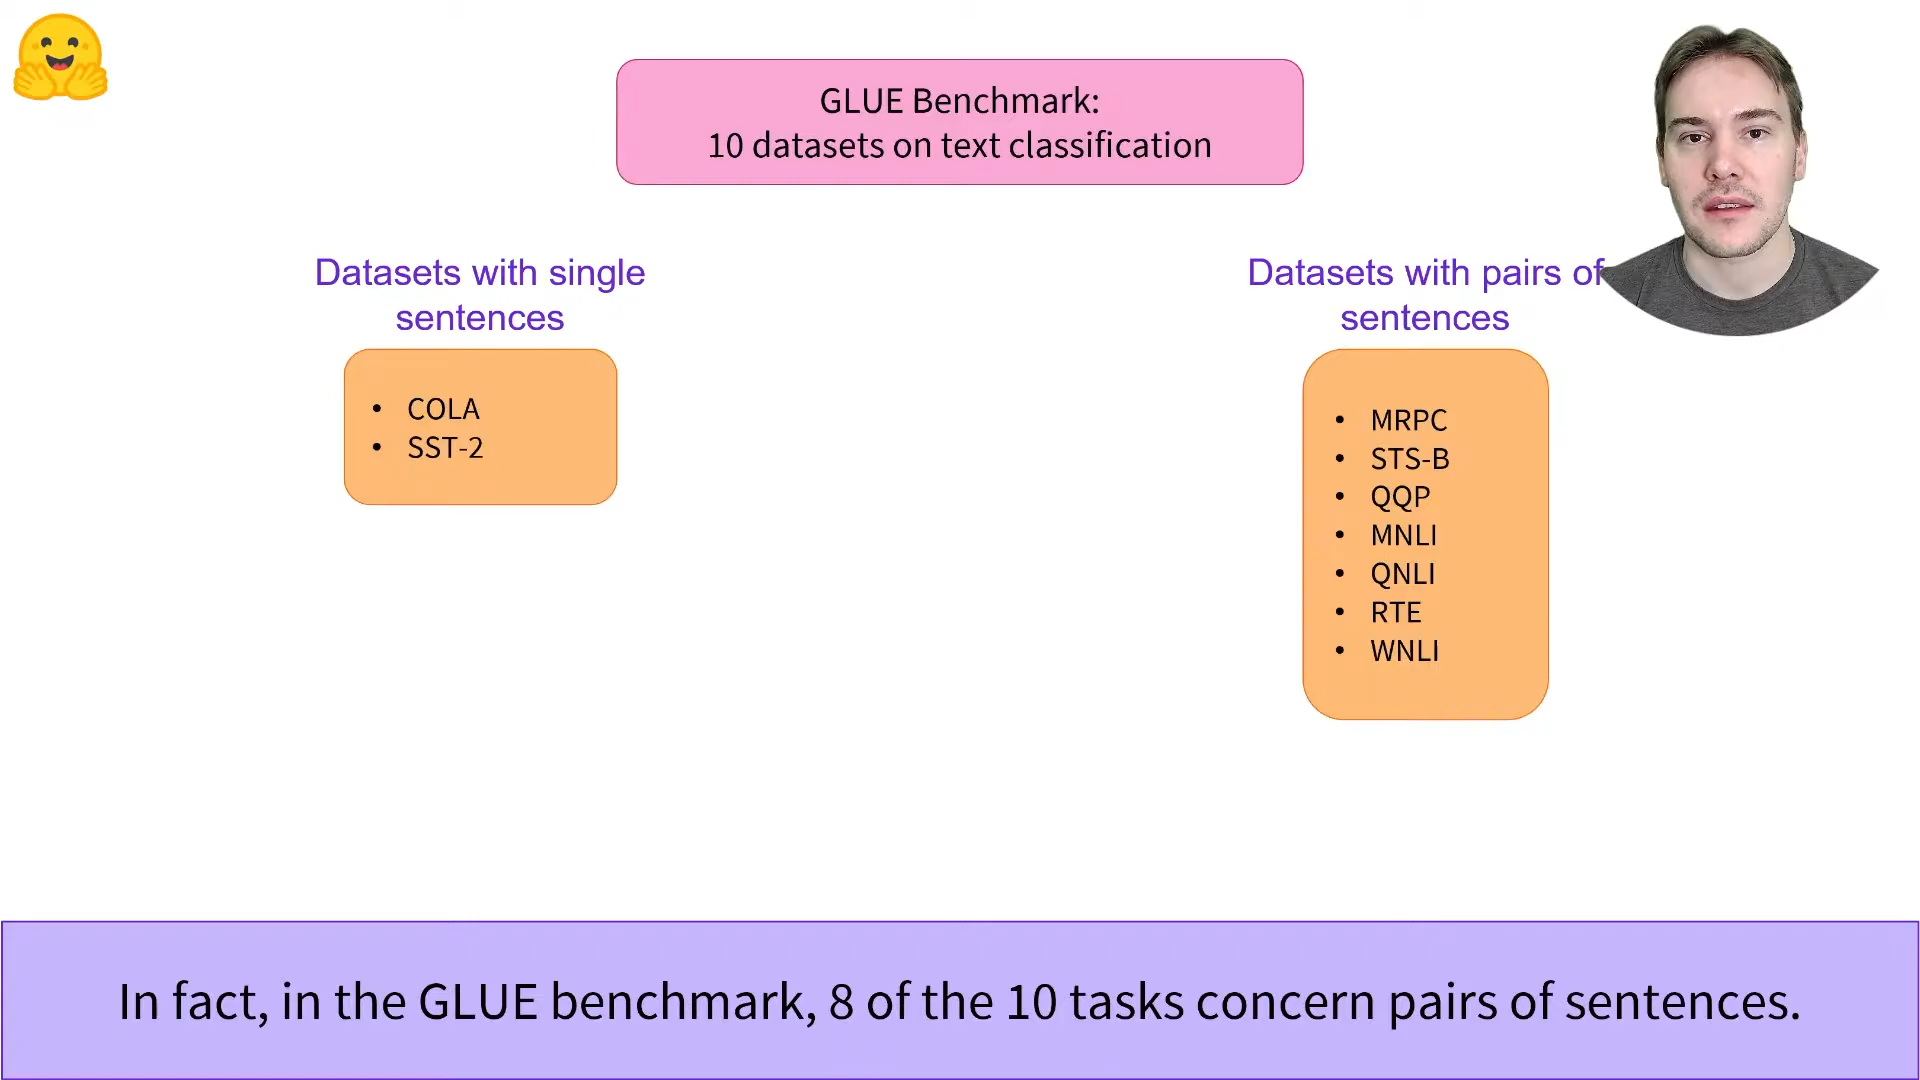 GLUE Benchmark:
10 datasets on text classification
Datasets with single
sentences
• COLA
• SST-2
Datasets with pairs of
sentences
• MRPC
• STS-B
• QQP
• MNLI
• QNLI
• RTE
• WNLI
In fact, in the GLUE benchmark, 8 of the 10 tasks concern pairs of sentences.